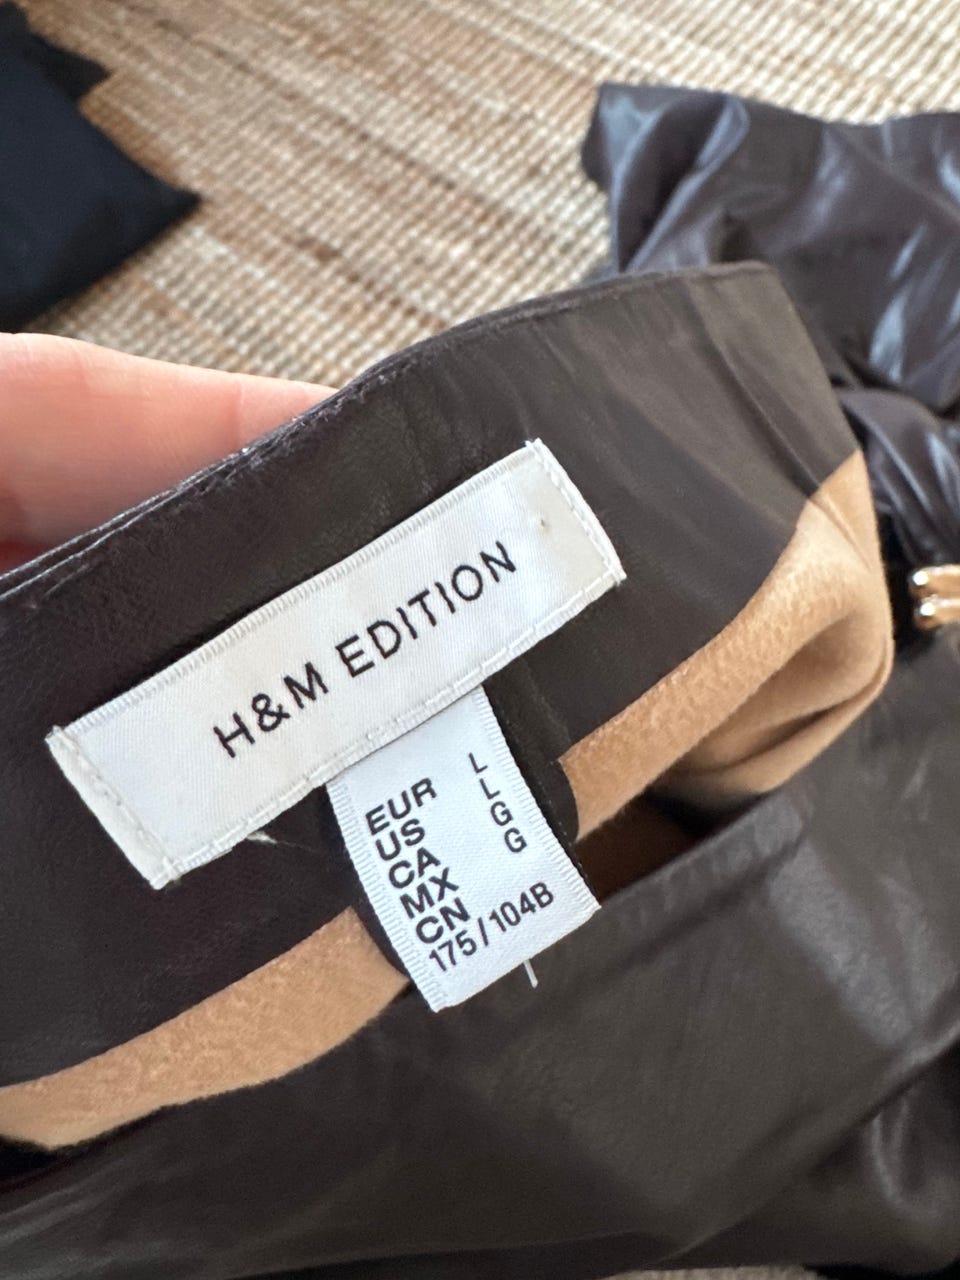 H&M EDITION
EUR L
US L
CA G
MX G
CN
175/104B